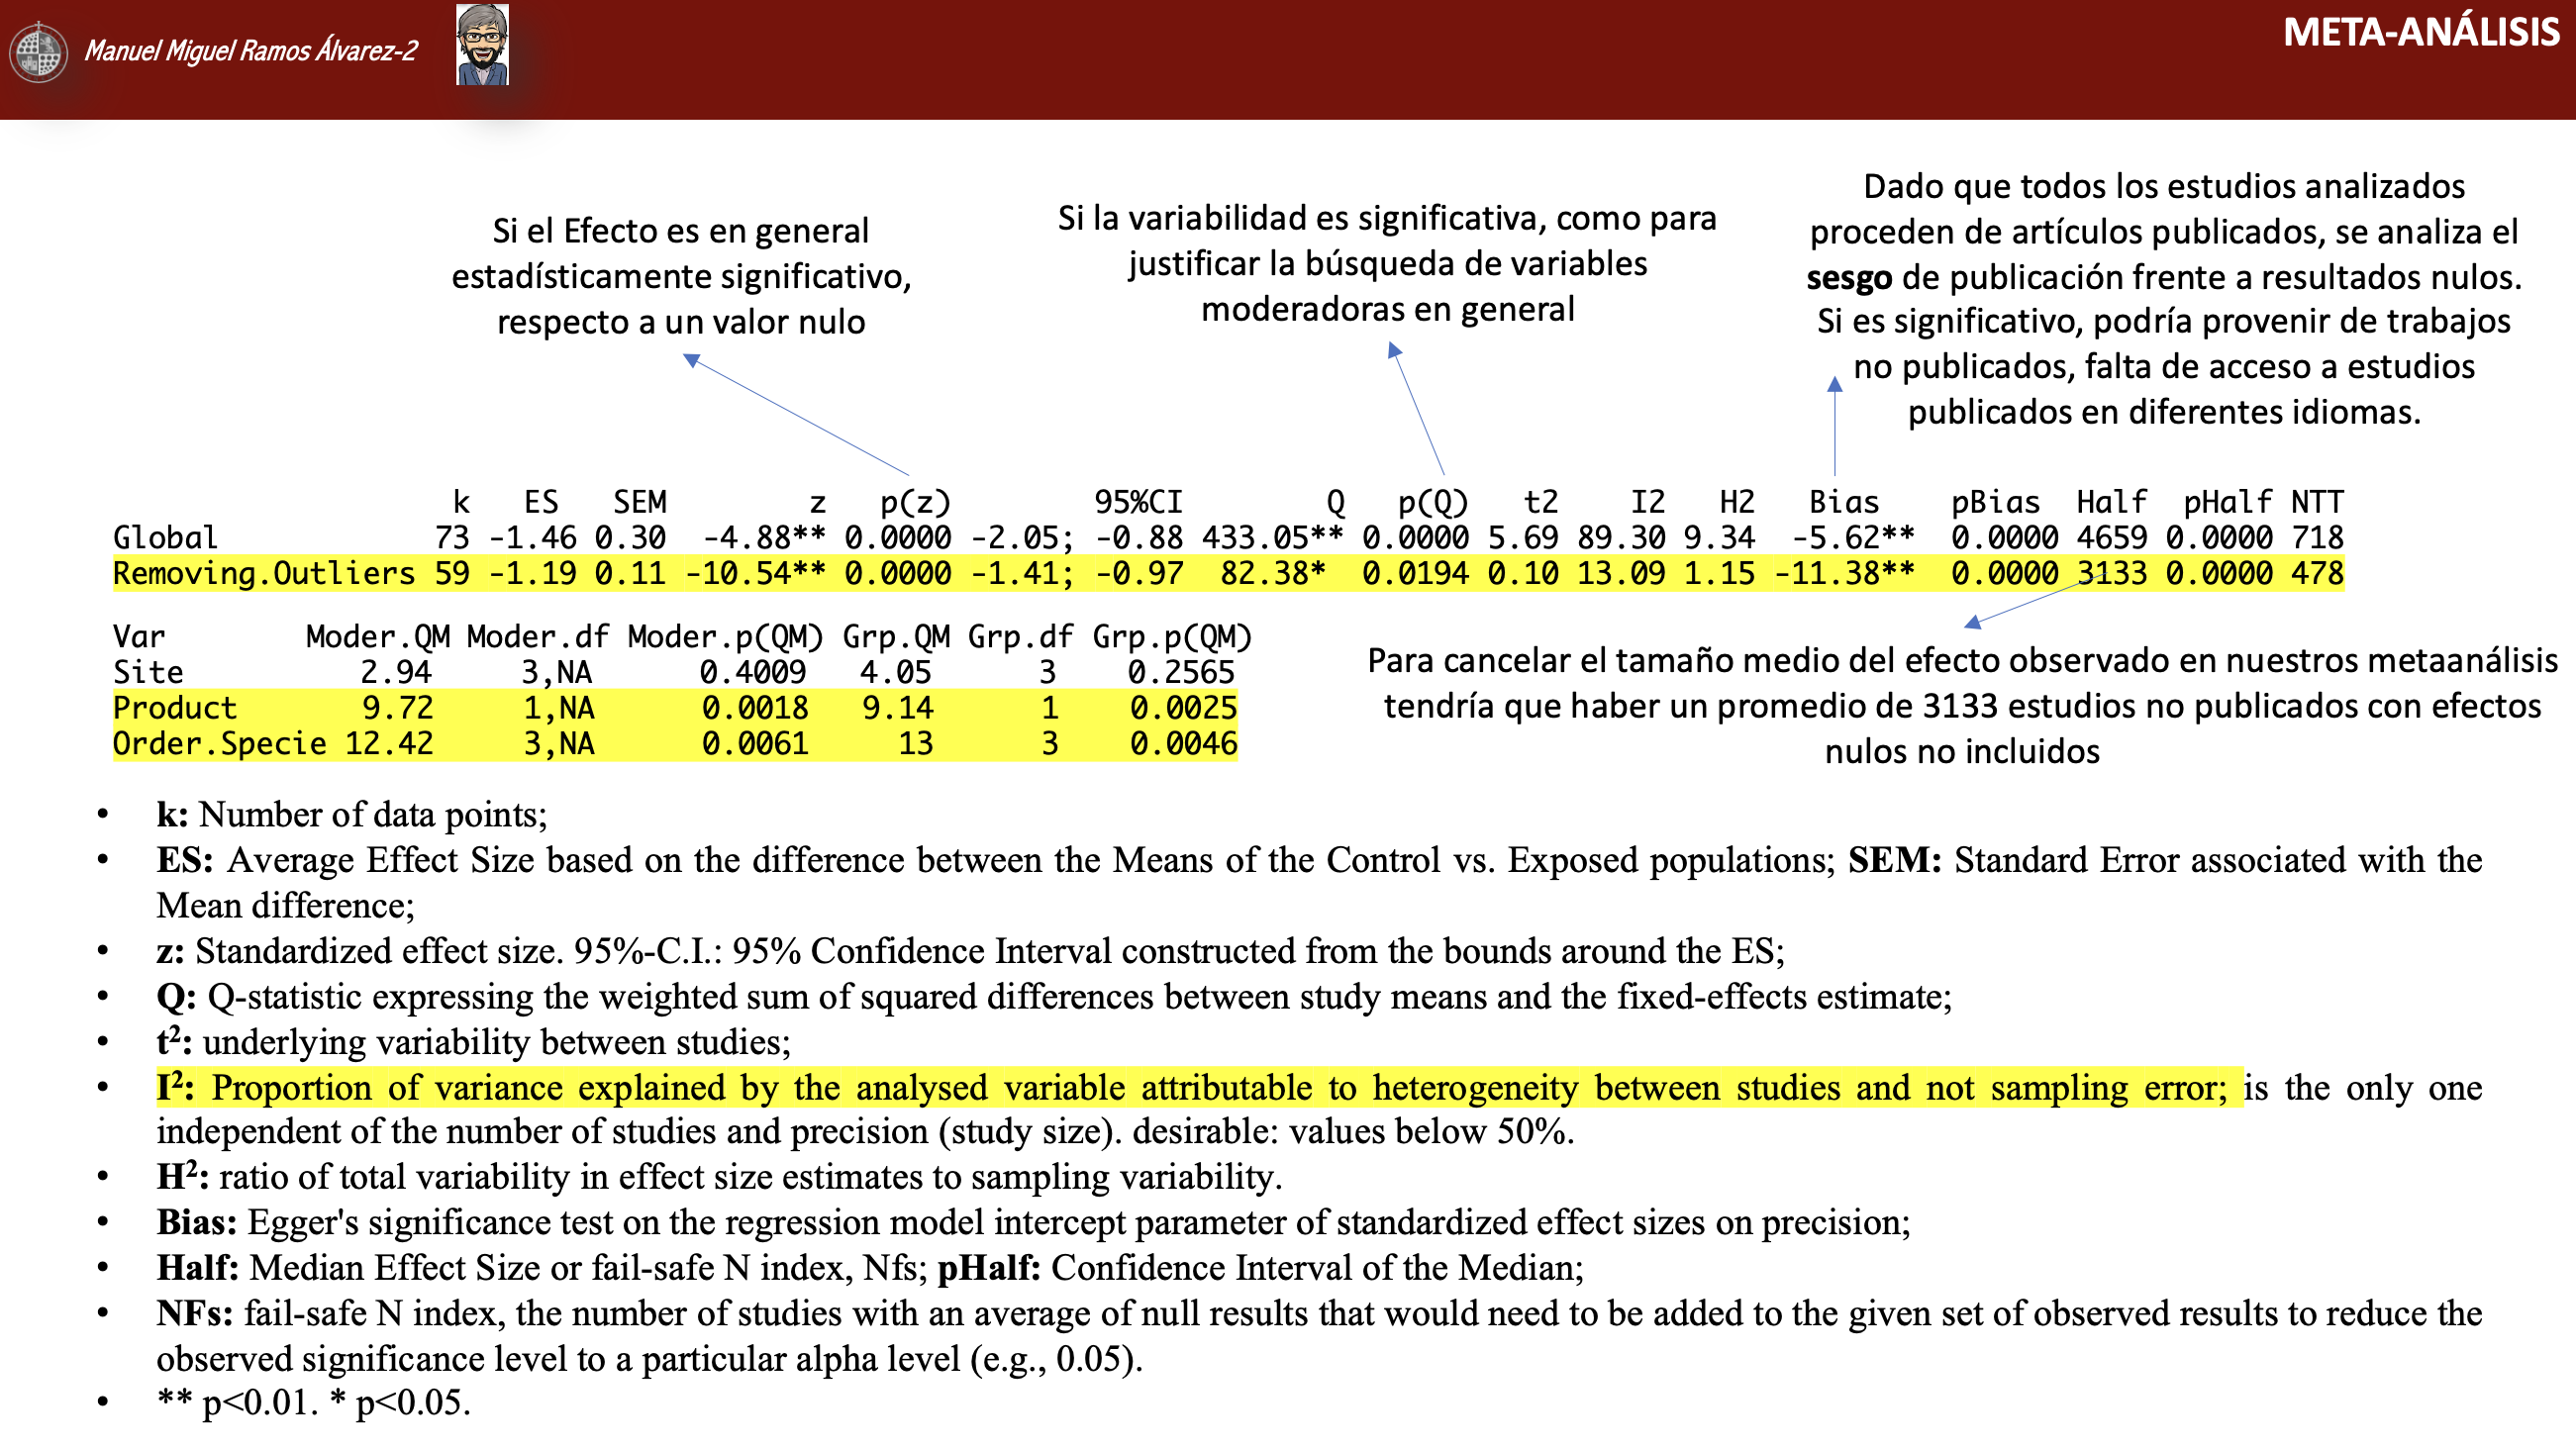 Manuel Miguel Ramos Álvarez-2
META-ANÁLISIS
Si el Efecto es en general
estadísticamente significativo,
respecto a un valor nulo
Si la variabilidad es significativa, como para
justificar la búsqueda de variables
moderadoras en general
Dado que todos los estudios analizados
proceden de artículos publicados, se analiza el
sesgo de publicación frente a resultados nulos.
Si es significativo, podría provenir de trabajos
no publicados, falta de acceso a estudios
publicados en diferentes idiomas.
k ES SEM z p(z) 95%CI Q p(Q) t2 I2 H2 Bias pBias Half pHalf NTT
Global 73 -1.46 0.30 -4.88** 0.0000 -2.05; -0.88 433.05** 0.0000 5.69 89.30 9.34 -5.62** 0.0000 4659 0.0000 718
Removing.Outliers 59 -1.19 0.11 -10.54** 0.0000 -1.41; -0.97 82.38* 0.0194 0.10 13.09 1.15 -11.38** 0.0000 3133 0.0000 478
Var Moder.QM Moder.df Moder.p(QM) Grp.QM Grp.df Grp.p(QM)
Site 2.94 3,NA 0.4009 4.05 3 0.2565
Product 9.72 1,NA 0.0018 9.14 1 0.0025
Order.Specie 12.42 3,NA 0.0061 13 3 0.0046
Para cancelar el tamaño medio del efecto observado en nuestros metaanálisis
tendría que haber un promedio de 3133 estudios no publicados con efectos
nulos no incluidos
• k: Number of data points;
• ES: Average Effect Size based on the difference between the Means of the Control vs. Exposed populations; SEM: Standard Error associated with the
Mean difference;
• z: Standardized effect size. 95%-C.I.: 95% Confidence Interval constructed from the bounds around the ES;
• Q: Q-statistic expressing the weighted sum of squared differences between study means and the fixed-effects estimate;
• t²: underlying variability between studies;
• I²: Proportion of variance explained by the analysed variable attributable to heterogeneity between studies and not sampling error; is the only one
independent of the number of studies and precision (study size). desirable: values below 50%.
• H²: ratio of total variability in effect size estimates to sampling variability.
• Bias: Egger's significance test on the regression model intercept parameter of standardized effect sizes on precision;
• Half: Median Effect Size or fail-safe N index, Nfs; pHalf: Confidence Interval of the Median;
• NFs: fail-safe N index, the number of studies with an average of null results that would need to be added to the given set of observed results to reduce the
observed significance level to a particular alpha level (e.g., 0.05).
• ** p<0.01. * p<0.05.